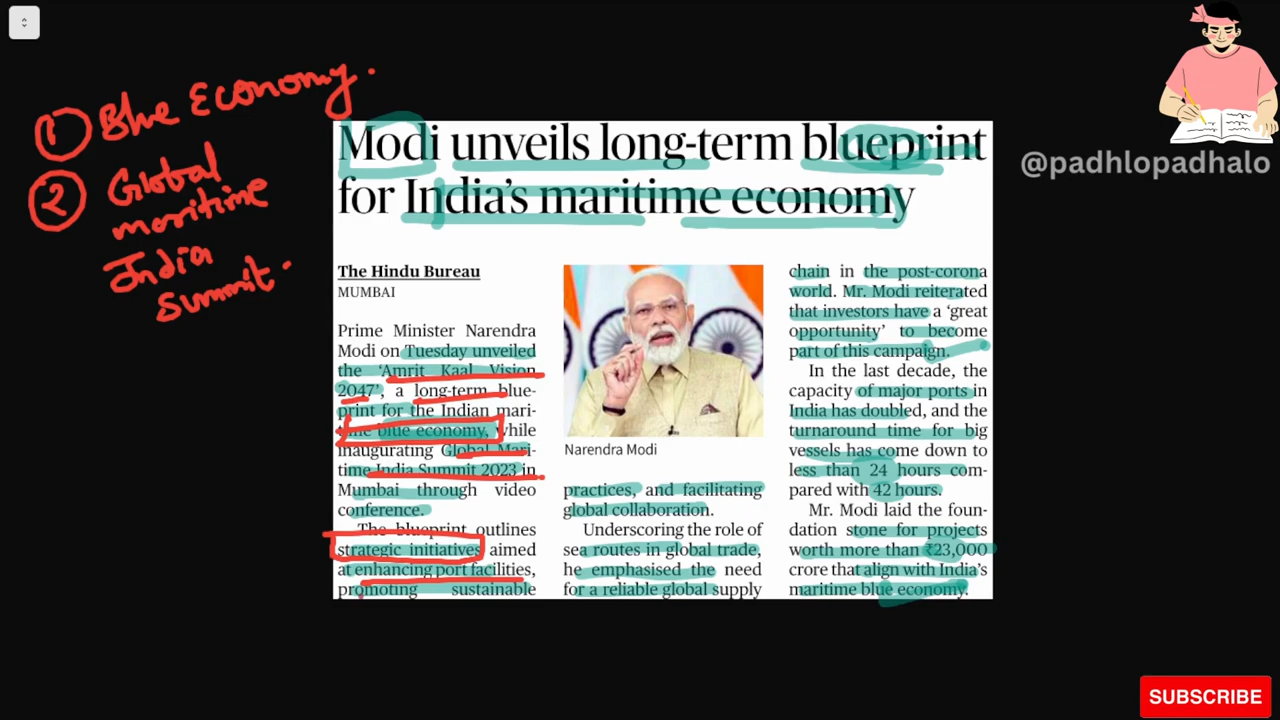 ① Blue Economy.
② Global
maritime
India
Summit.
@padhlopadhalo
Modi unveils long-term blueprint
for India's maritime economy
The Hindu Bureau
MUMBAI
Prime Minister Narendra
Modi on Tuesday unveiled
the 'Amrit Kaal Vision
2047', a long-term blue-
print for the Indian mari-
time blue economy, while
inaugurating Global Mari-
time India Summit 2023 in
Mumbai through video
conference.
The blueprint outlines
strategic initiatives aimed
at enhancing port facilities,
promoting sustainable
Narendra Modi
practices, and facilitating
global collaboration.
Underscoring the role of
sea routes in global trade,
he emphasised the need
for a reliable global supply
chain in the post-corona
world. Mr. Modi reiterated
that investors have a 'great
opportunity' to become
part of this campaign.
In the last decade, the
capacity of major ports in
India has doubled, and the
turnaround time for big
vessels has come down to
less than 24 hours com-
pared with 42 hours.
Mr. Modi laid the foun-
dation stone for projects
worth more than ₹23,000
crore that align with India's
maritime blue economy.
SUBSCRIBE